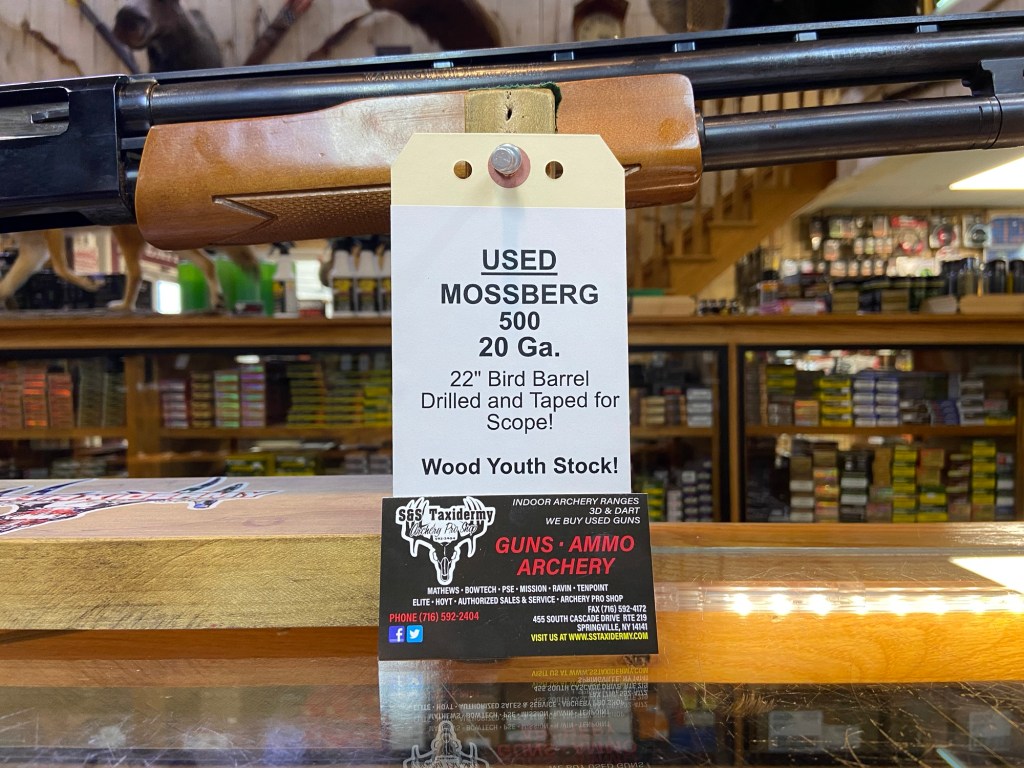 USED
MOSSBERG
500
20 Ga.
22" Bird Barrel
Drilled and Taped for
Scope!
Wood Youth Stock!
S&S Taxidermy
Archery Pro Shop
INDOOR ARCHERY RANGES
3D & DART
WE BUY USED GUNS
GUNS · AMMO
ARCHERY
MATHEWS · BOWTECH · PSE · MISSION · RAVIN · TENPOINT
ELITE · HOYT · AUTHORIZED SALES & SERVICE · ARCHERY PRO SHOP
PHONE (716) 592-2404
FAX (716) 592-4172
455 SOUTH CASCADE DRIVE RTE 219
SPRINGVILLE, NY 14141
VISIT US AT WWW.SSTAXIDERMY.COM